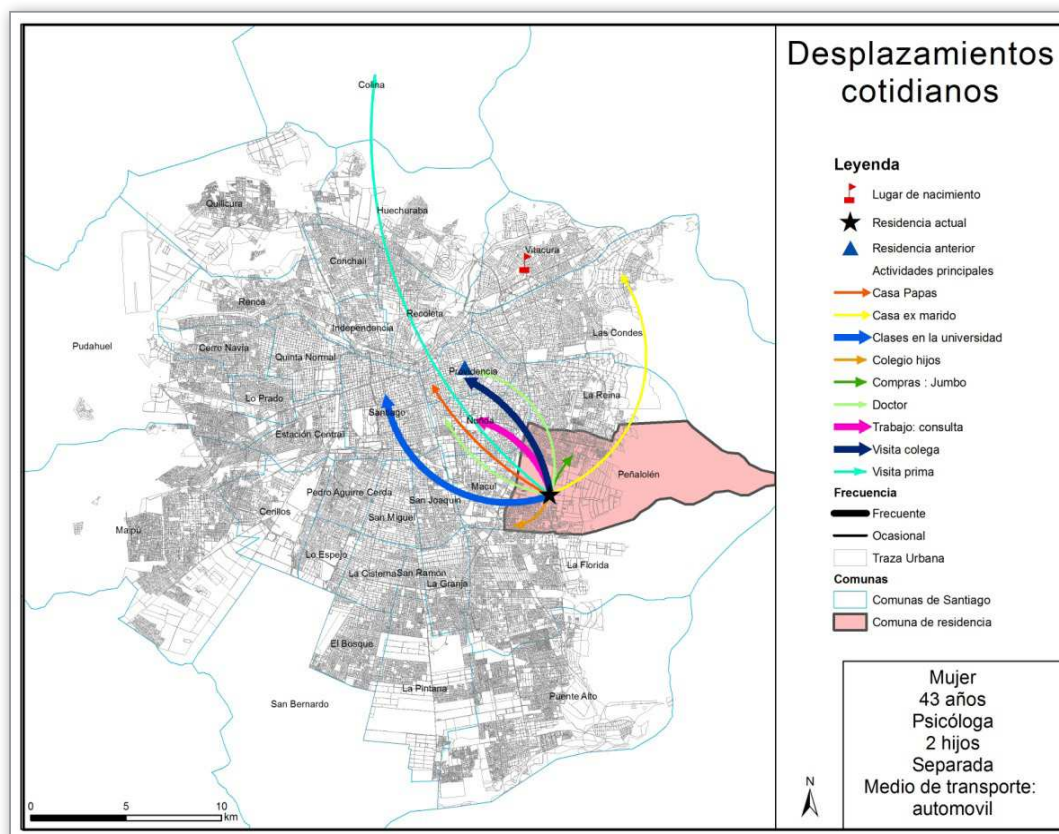 Desplazamientos
cotidianos
Leyenda
Lugar de nacimiento
Residencia actual
Residencia anterior
Actividades principales
Casa Papas
Casa ex marido
Clases en la universidad
Colegio hijos
Compras : Jumbo
Doctor
Trabajo: consulta
Visita colega
Visita prima
Frecuencia
Frecuente
Ocasional
Traza Urbana
Comunas
Comunas de Santiago
Comuna de residencia
Mujer
43 años
Psicóloga
2 hijos
Separada
Medio de transporte:
automovil
N
Colina
Quilicura
Huechuraba
Vitacura
Conchalí
Renca
Recoleta
Independencia
Las Condes
Pudahuel
Cerro Navia
Quinta Normal
Providencia
Lo Prado
La Reina
Santiago
Ñuñoa
Estación Central
Peñalolén
Macul
Pedro Aguirre Cerda
San Joaquín
Cerrillos
San Miguel
Maipú
Lo Espejo
La Florida
La Cisterna
San Ramón
La Granja
El Bosque
La Pintana
Puente Alto
San Bernardo
0 5 10
km